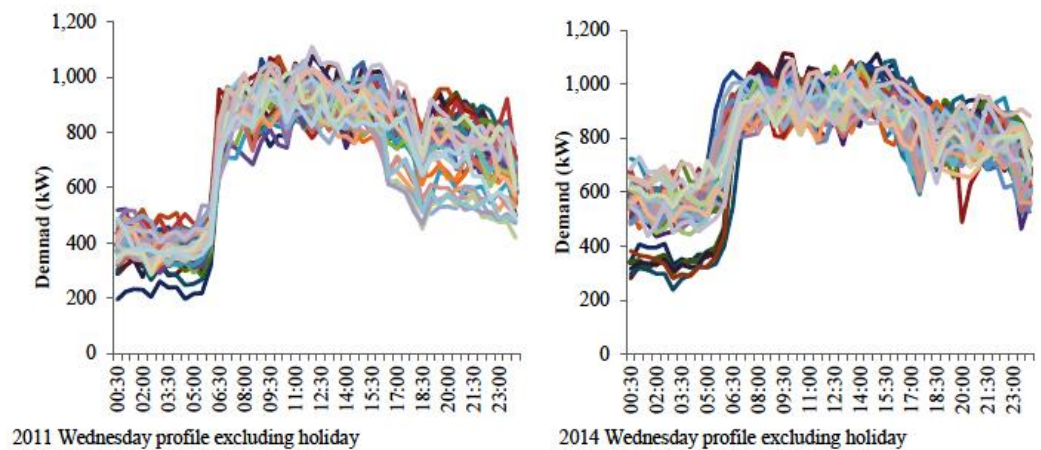 1,200
1,000
800
600
400
200
0
Demnad (kW)
00:30 02:00 03:30 05:00 06:30 08:00 09:30 11:00 12:30 14:00 15:30 17:00 18:30 20:00 21:30 23:00
2011 Wednesday profile excluding holiday
1,200
1,000
800
600
400
200
0
Demand (kW)
00:30 02:00 03:30 05:00 06:30 08:00 09:30 11:00 12:30 14:00 15:30 17:00 18:30 20:00 21:30 23:00
2014 Wednesday profile excluding holiday